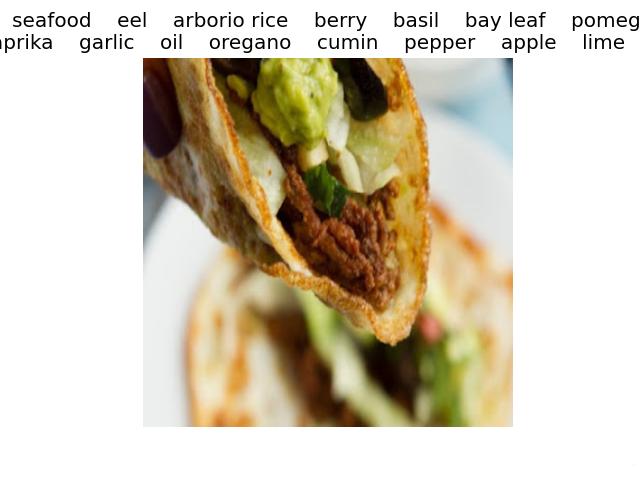 seafood eel arborio rice berry basil bay leaf pomeg
aprika garlic oil oregano cumin pepper apple lime